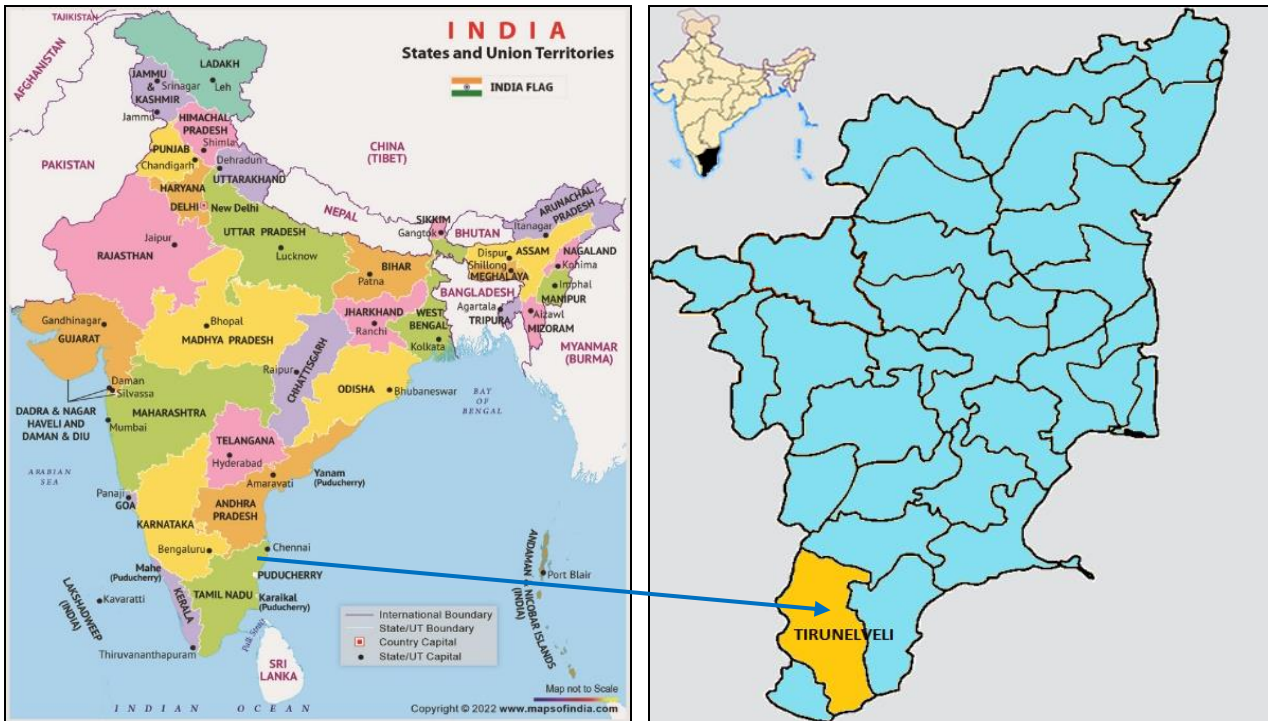 TAJIKISTAN
INDIA
States and Union Territories
INDIA FLAG
AFGHANISTAN
LADAKH
Leh
JAMMU
&
KASHMIR
Srinagar
Jammu
HIMACHAL
PRADESH
Shimla
PUNJAB
Chandigarh
Dehradun
UTTARAKHAND
CHINA
(TIBET)
PAKISTAN
HARYANA
DELHI
New Delhi
NEPAL
SIKKIM
Gangtok
BHUTAN
ARUNACHAL
PRADESH
Itanagar
RAJASTHAN
Jaipur
UTTAR PRADESH
Lucknow
BIHAR
Patna
Dispur
ASSAM
Shillong
MEGHALAYA
NAGALAND
Kohima
Imphal
MANIPUR
BANGLADESH
Agartala
TRIPURA
Aizawl
MIZORAM
MYANMAR
(BURMA)
Gandhinagar
GUJARAT
Bhopal
MADHYA PRADESH
JHARKHAND
Ranchi
WEST
BENGAL
Kolkata
CHHATTISGARH
Raipur
ODISHA
Bhubaneswar
BAY
OF
BENGAL
Daman
Silvassa
DADRA & NAGAR
HAVELI AND
DAMAN & DIU
MAHARASHTRA
Mumbai
TELANGANA
Hyderabad
ARABIAN
SEA
Amaravati
Yanam
(Puducherry)
Panaji
GOA
KARNATAKA
ANDHRA
PRADESH
Bengaluru
Chennai
Mahe
(Puducherry)
PUDUCHERRY
TAMIL NADU
Karaikal
(Puducherry)
KERALA
LAKSHADWEEP
(INDIA)
Kavaratti
Thiruvananthapuram
Palk Strait
SRI
LANKA
ANDAMAN & NICOBAR ISLANDS
(INDIA)
Port Blair
International Boundary
State/UT Boundary
Country Capital
State/UT Capital
Map not to Scale
INDIAN OCEAN
Copyright © 2022 www.mapsofindia.com
TIRUNELVELI